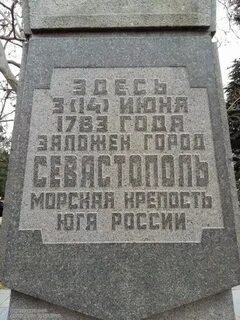 ЗДЕСЬ
3(14) ИЮНЯ
1783 ГОДА
ЗАЛОЖЕН ГОРОД
СЕВАСТОПОЛЬ
МОРСКАЯ КРЕПОСТЬ
ЮГА РОССИИ